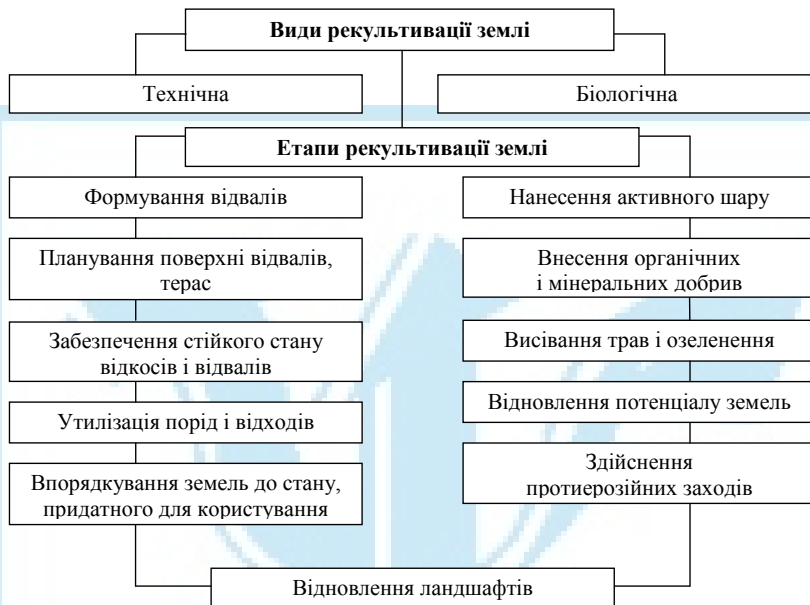 Види рекультивації землі
Технічна
Біологічна
Етапи рекультивації землі
Формування відвалів
Планування поверхні відвалів,
терас
Забезпечення стійкого стану
відкосів і відвалів
Утилізація порід і відходів
Впорядкування земель до стану,
придатного для користування
Нанесення активного шару
Внесення органічних
і мінеральних добрив
Висівання трав і озеленення
Відновлення потенціалу земель
Здійснення
протиерозійних заходів
Відновлення ландшафтів